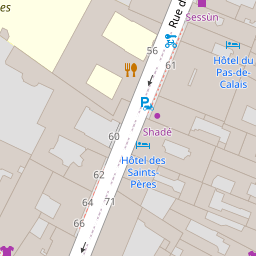 es
Sessùn
Rue d
56
61
Hôtel du
Pas-de-
Calais
Shadé
60
Hôtel des
Saints-
Pères
62
64
71
66